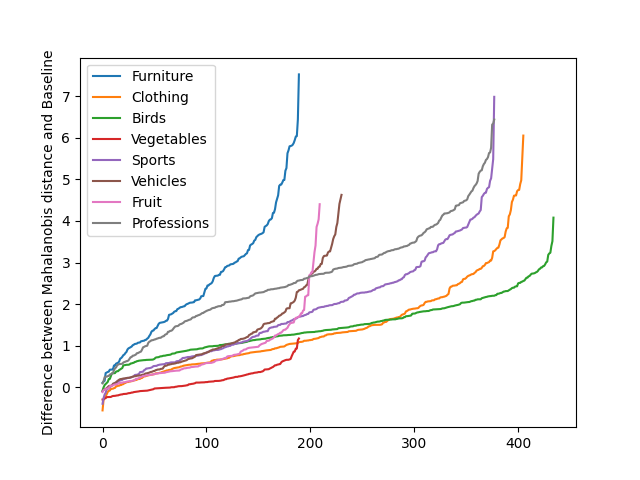 Difference between Mahalanobis distance and Baseline
7
6
5
4
3
2
1
0
0 100 200 300 400
Furniture
Clothing
Birds
Vegetables
Sports
Vehicles
Fruit
Professions